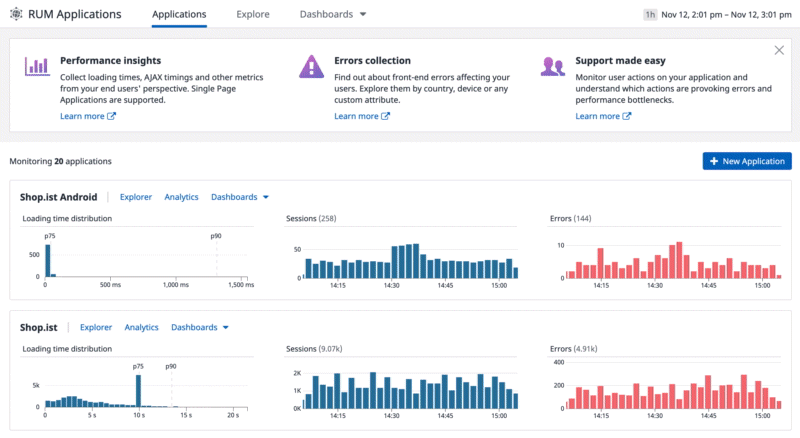 RUM Applications Applications Explore Dashboards 1h Nov 12, 2:01 pm – Nov 12, 3:01 pm
Performance insights
Collect loading times, AJAX timings and other metrics
from your end users' perspective. Single Page
Applications are supported.
Learn more
Errors collection
Find out about front-end errors affecting your
users. Explore them by country, device or any
custom attribute.
Learn more
Support made easy
Monitor user actions on your application and
understand which actions are provoking errors and
performance bottlenecks.
Learn more
Monitoring 20 applications
+ New Application
Shop.ist Android Explorer Analytics Dashboards
Loading time distribution
p75 p90
500
0
0 500 ms 1,000 ms 1,500 ms
Sessions (258)
50
0
14:15 14:30 14:45 15:00
Errors (144)
10
0
14:15 14:30 14:45 15:00
Shop.ist Explorer Analytics Dashboards
Loading time distribution
p75 p90
5k
0
0 5 s 10 s 15 s 20 s
Sessions (9.07k)
2K
1K
0K
14:15 14:30 14:45 15:00
Errors (4.91k)
400
200
0
14:15 14:30 14:45 15:00